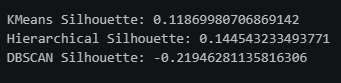 KMeans Silhouette: 0.11869980706869142
Hierarchical Silhouette: 0.144543233493771
DBSCAN Silhouette: -0.21946281135816306